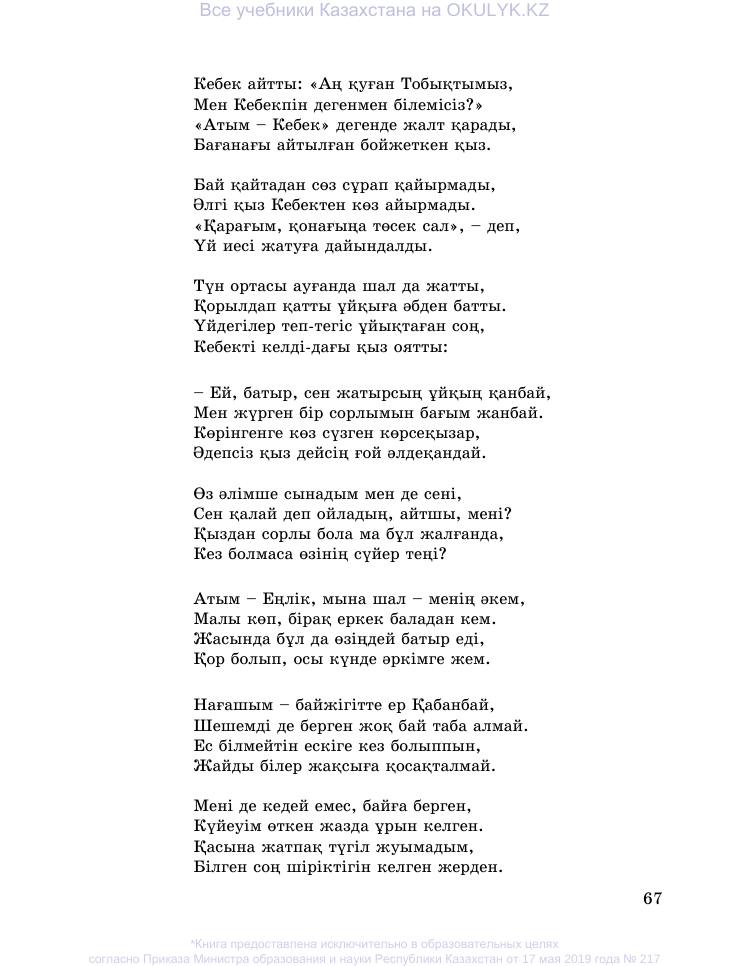 Все учебники Казахстана на OKULYK.KZ
Кебек айтты: «Аң қуған Тобықтымыз,
Мен Кебекпін дегенмен білемісіз?»
«Атым – Кебек» дегенде жалт қарады,
Бағанағы айтылған бойжеткен қыз.
Бай қайтадан сөз сұрап қайырмады,
Әлгі қыз Кебектен көз айырмады.
«Қарағым, қонағыңа төсек сал», – деп,
Үй иесі жатуға дайындалды.
Түн ортасы ауғанда шал да жатты,
Қорылдап қатты ұйқыға әбден батты.
Үйдегілер теп-тегіс ұйықтаған соң,
Кебекті келді-дағы қыз оятты:
– Ей, батыр, сен жатырсың ұйқың қанбай,
Мен жүрген бір сорлымын бағым жанбай.
Көрінгенге көз сүзген көрсеқызар,
Әдепсіз қыз дейсің ғой әлдеқандай.
Өз әлімше сынадым мен де сені,
Сен қалай деп ойладың, айтшы, мені?
Қыздан сорлы бола ма бұл жалғанда,
Кез болмаса өзінің сүйер теңі?
Атым – Еңлік, мына шал – менің әкем,
Малы көп, бірақ еркек баладан кем.
Жасында бұл да өзіңдей батыр еді,
Қор болып, осы күнде әркімге жем.
Нағашым – байжігітте ер Қабанбай,
Шешемді де берген жоқ бай таба алмай.
Ес білмейтін ескіге кез болыппын,
Жайды білер жақсыға қосақталмай.
Мені де кедей емес, байға берген,
Күйеуім өткен жазда ұрын келген.
Қасына жатпақ түгіл жуымадым,
Білген соң шіріктігін келген жерден.
67
*Книга предоставлена исключительно в образовательных целях
согласно Приказа Министра образования и науки Республики Казахстан от 17 мая 2019 года № 217